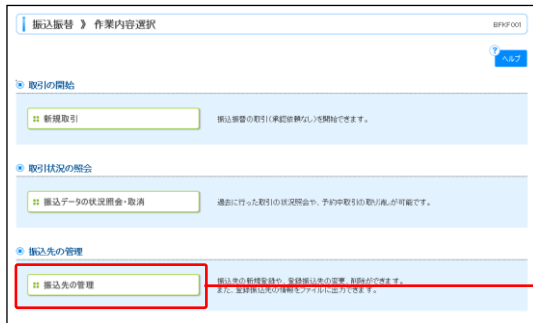 振込振替 》 作業内容選択
BFKF001
? ヘルプ
取引の開始
新規取引
振込振替の取引(承認依頼なし)を開始できます。
取引状況の照会
振込データの状況照会・取消
過去に行った取引の状況照会や、予約中取引の取り消しが可能です。
振込先の管理
振込先の管理
振込先の新規登録や、登録振込先の変更、削除ができます。
また、登録振込先の情報をファイルに出力できます。